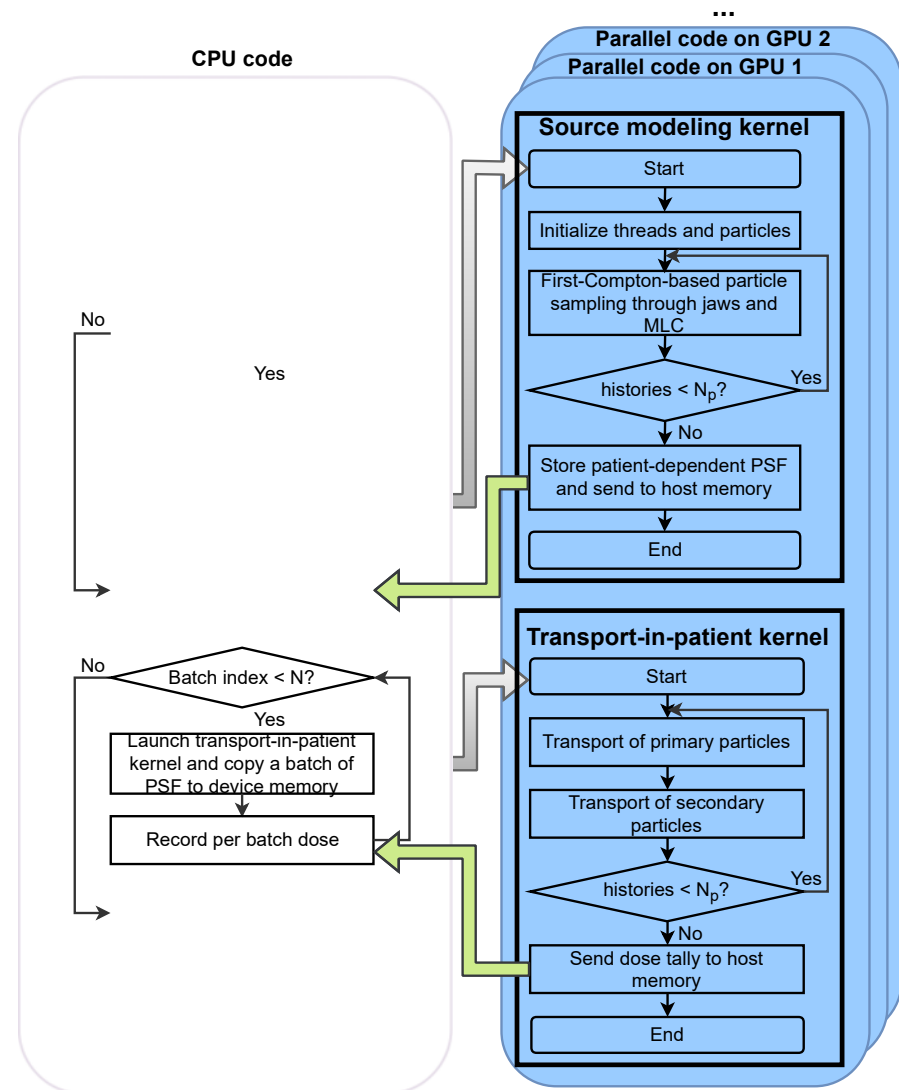 ...
Parallel code on GPU 2
Parallel code on GPU 1
CPU code
No
Yes
No
Batch index < N?
Yes
Launch transport-in-patient
kernel and copy a batch of
PSF to device memory
Record per batch dose
Source modeling kernel
Start
Initialize threads and particles
First-Compton-based particle
sampling through jaws and
MLC
histories < Np?
Yes
No
Store patient-dependent PSF
and send to host memory
End
Transport-in-patient kernel
Start
Transport of primary particles
Transport of secondary
particles
histories < Np?
Yes
No
Send dose tally to host
memory
End